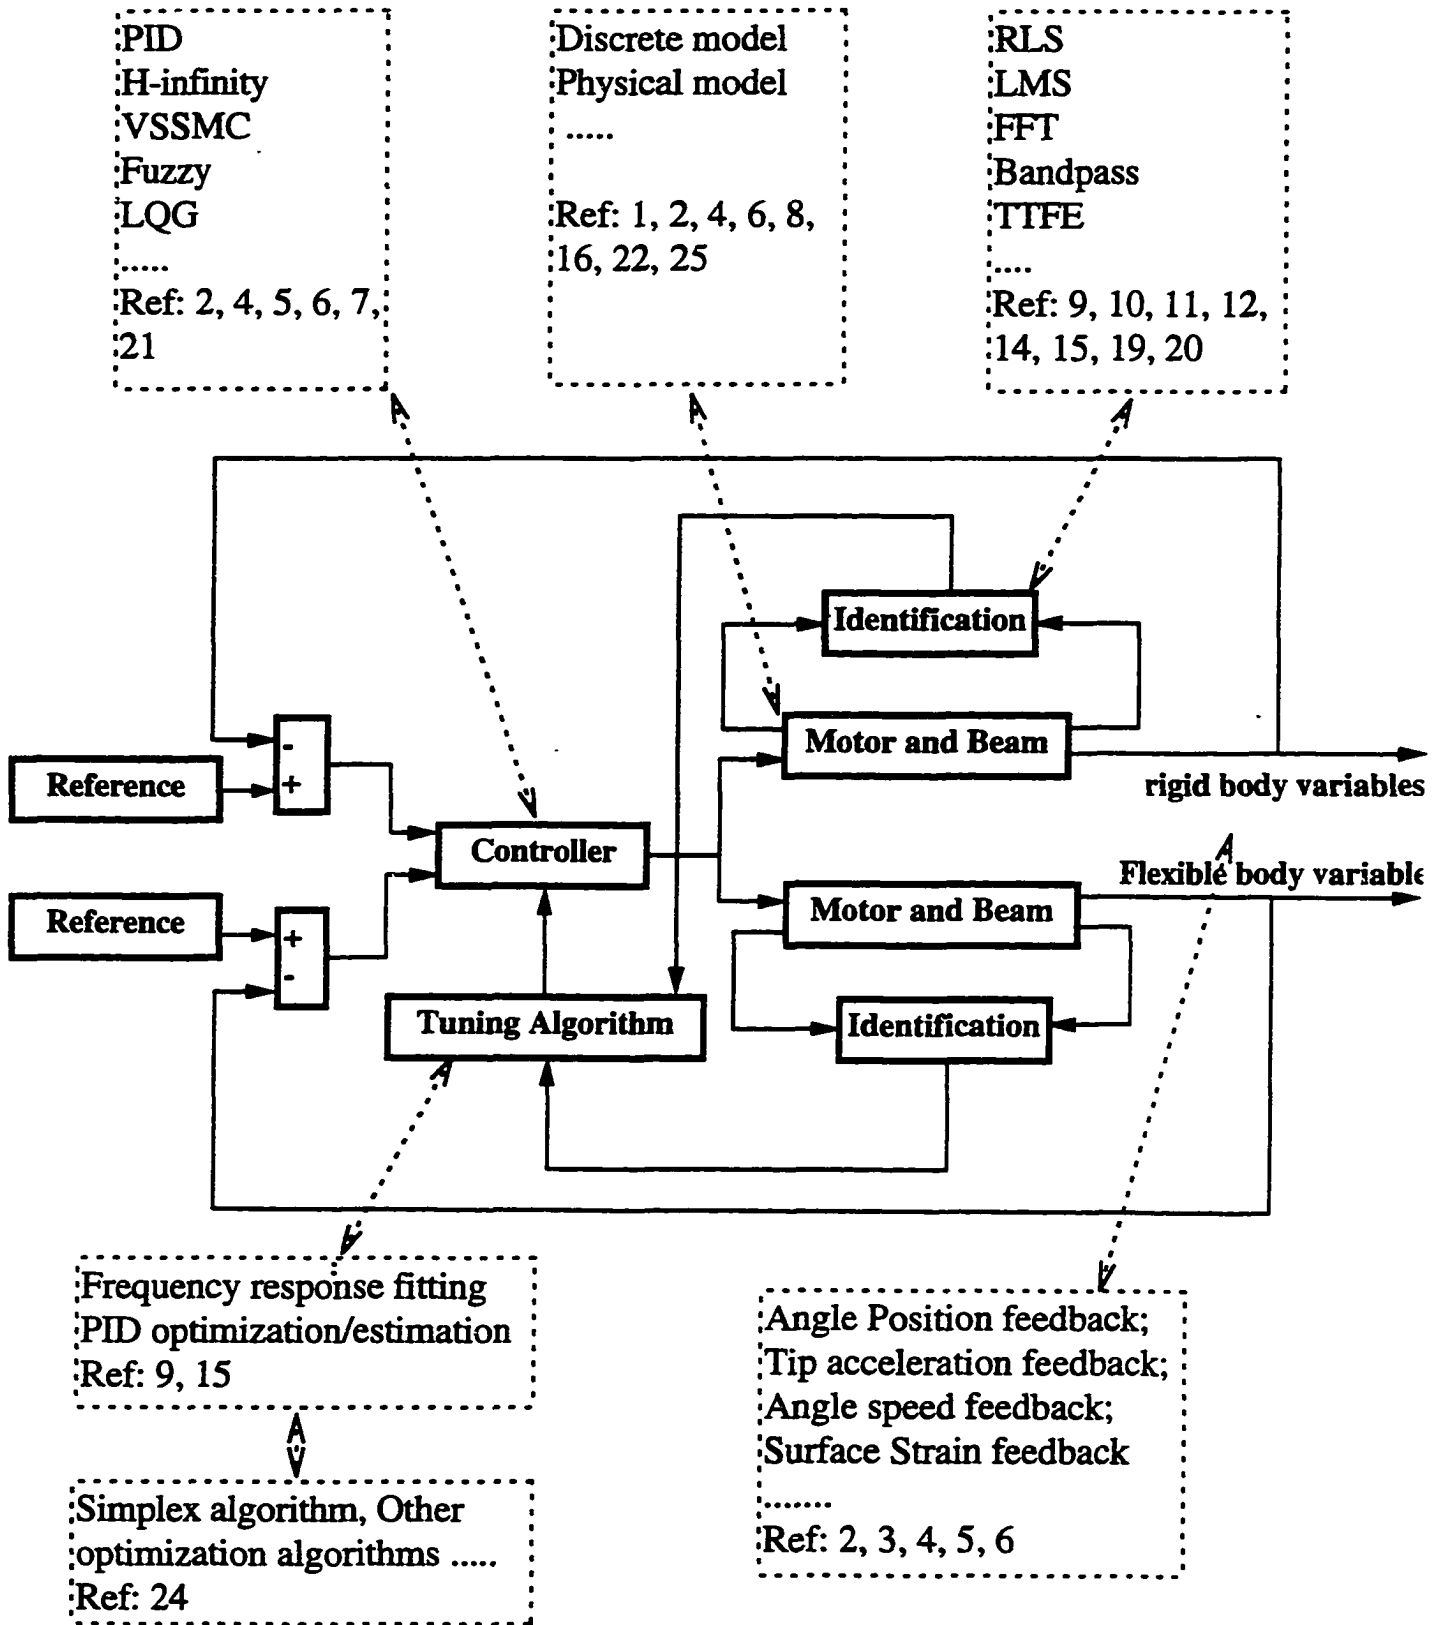 PID
H-infinity
VSSMC
Fuzzy
LQG
.....
Ref: 2, 4, 5, 6, 7,
21
Discrete model
Physical model
.....
Ref: 1, 2, 4, 6, 8,
16, 22, 25
RLS
LMS
FFT
Bandpass
TTFE
....
Ref: 9, 10, 11, 12,
14, 15, 19, 20
Identification
-
+
Reference
Motor and Beam
rigid body variables
Controller
Flexible body variable
Reference
+
-
Motor and Beam
Tuning Algorithm
Identification
Frequency response fitting
PID optimization/estimation
Ref: 9, 15
Angle Position feedback;
Tip acceleration feedback;
Angle speed feedback;
Surface Strain feedback
.......
Ref: 2, 3, 4, 5, 6
Simplex algorithm, Other
optimization algorithms .....
Ref: 24